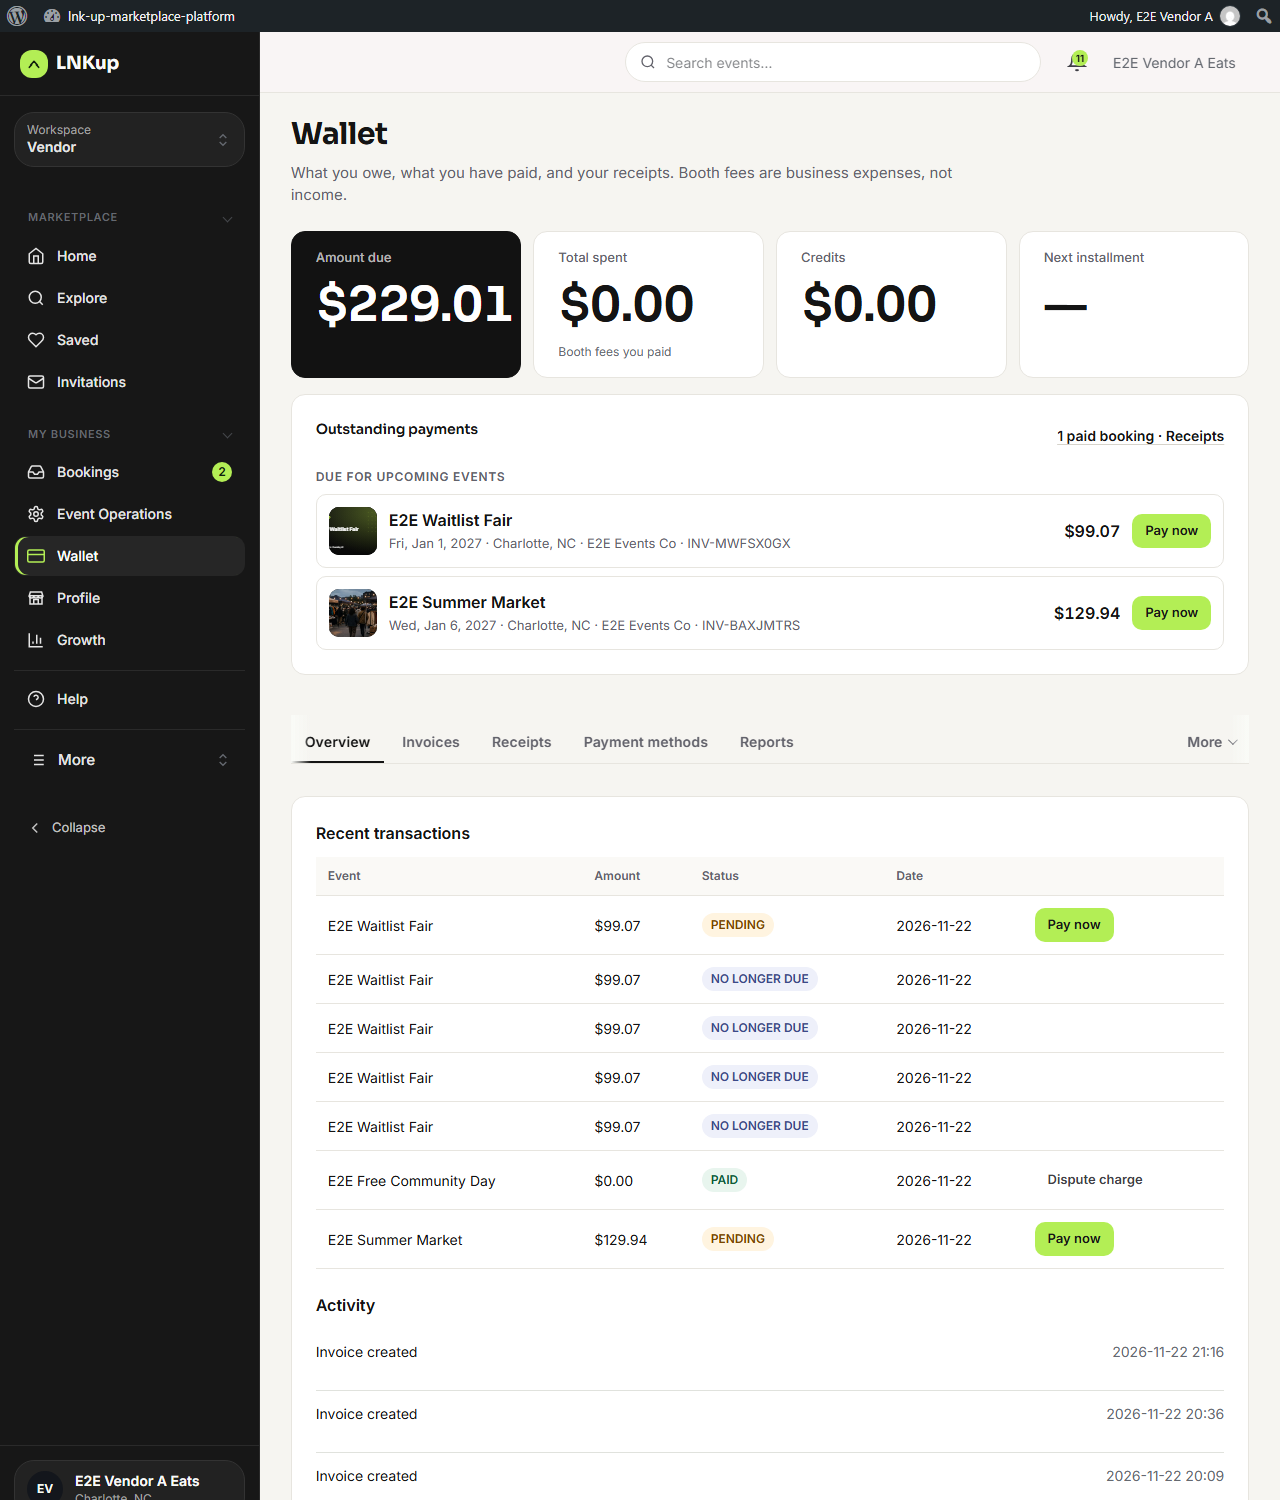 lnk-up-marketplace-platform
Howdy, E2E Vendor A
LNKup
Search events...
11
E2E Vendor A Eats
Workspace
Vendor
MARKETPLACE
Home
Explore
Saved
Invitations
MY BUSINESS
Bookings
2
Event Operations
Wallet
Profile
Growth
Help
More
Collapse
EV
E2E Vendor A Eats
Charlotte, NC
Wallet
What you owe, what you have paid, and your receipts. Booth fees are business expenses, not
income.
Amount due
$229.01
Total spent
$0.00
Booth fees you paid
Credits
$0.00
Next installment
—
Outstanding payments
1 paid booking · Receipts
DUE FOR UPCOMING EVENTS
Waitlist Fair
E2E Waitlist Fair
Fri, Jan 1, 2027 · Charlotte, NC · E2E Events Co · INV-MWFSX0GX
$99.07
Pay now
E2E Summer Market
Wed, Jan 6, 2027 · Charlotte, NC · E2E Events Co · INV-BAXJMTRS
$129.94
Pay now
Overview
Invoices
Receipts
Payment methods
Reports
More
Recent transactions
Event Amount Status Date
E2E Waitlist Fair $99.07 PENDING 2026-11-22 Pay now
E2E Waitlist Fair $99.07 NO LONGER DUE 2026-11-22
E2E Waitlist Fair $99.07 NO LONGER DUE 2026-11-22
E2E Waitlist Fair $99.07 NO LONGER DUE 2026-11-22
E2E Waitlist Fair $99.07 NO LONGER DUE 2026-11-22
E2E Free Community Day $0.00 PAID 2026-11-22 Dispute charge
E2E Summer Market $129.94 PENDING 2026-11-22 Pay now
Activity
Invoice created 2026-11-22 21:16
Invoice created 2026-11-22 20:36
Invoice created 2026-11-22 20:09